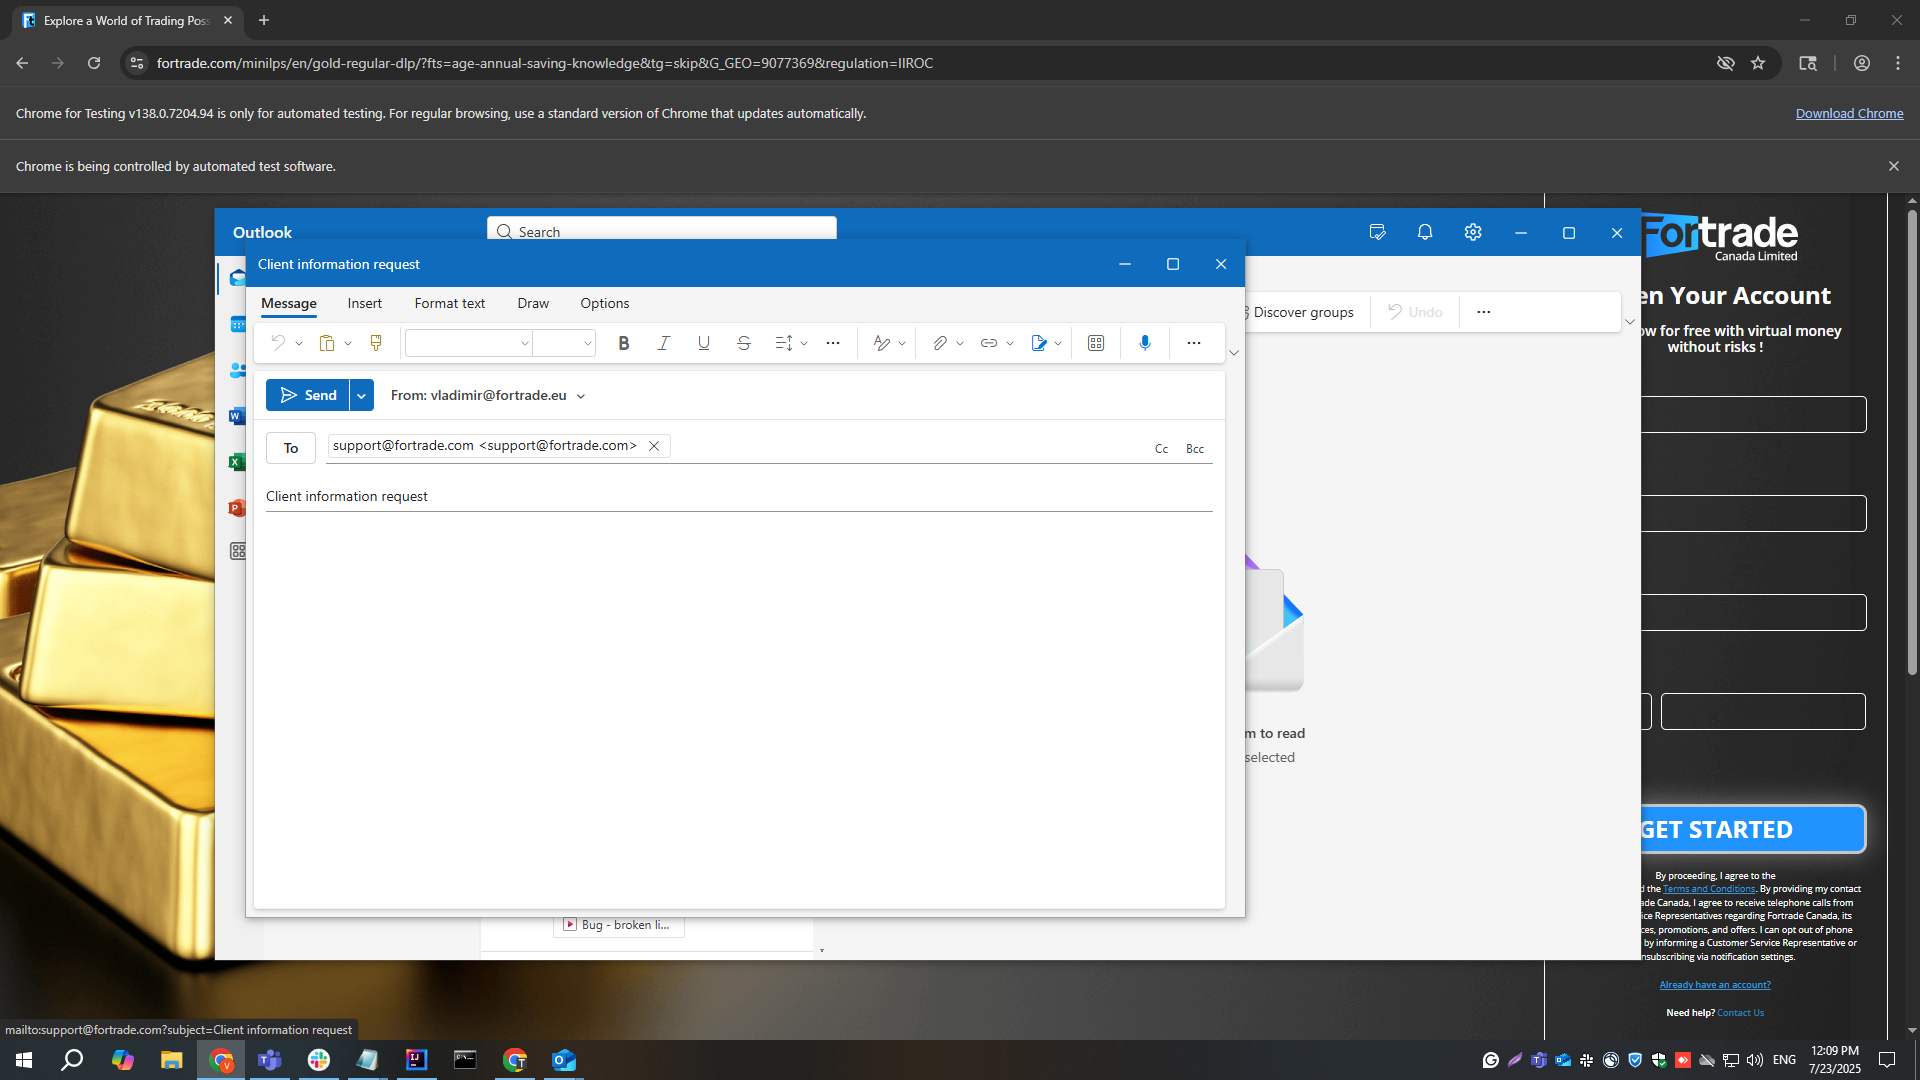 Explore a World of Trading Poss
fortrade.com/minilps/en/gold-regular-dlp/?fts=age-annual-saving-knowledge&tg=skip&G_GEO=9077369&regulation=IIROC
Chrome for Testing v138.0.7204.94 is only for automated testing. For regular browsing, use a standard version of Chrome that updates automatically.
Download Chrome
Chrome is being controlled by automated test software.
Outlook
Search
Fortrade
Canada Limited
Client information request
Message Insert Format text Draw Options
Discover groups
Undo
en Your Account
ow for free with virtual money
without risks !
Send
From: vladimir@fortrade.eu
To
support@fortrade.com <support@fortrade.com>
Cc Bcc
Client information request
m to read
selected
GET STARTED
By proceeding, I agree to the
d the Terms and Conditions. By providing my contact
ade Canada, I agree to receive telephone calls from
ice Representatives regarding Fortrade Canada, its
ces, promotions, and offers. I can opt out of phone
by informing a Customer Service Representative or
nsubscribing via notification settings.
Already have an account?
Need help? Contact Us
Bug - broken li...
mailto:support@fortrade.com?subject=Client information request
ENG
12:09 PM
7/23/2025